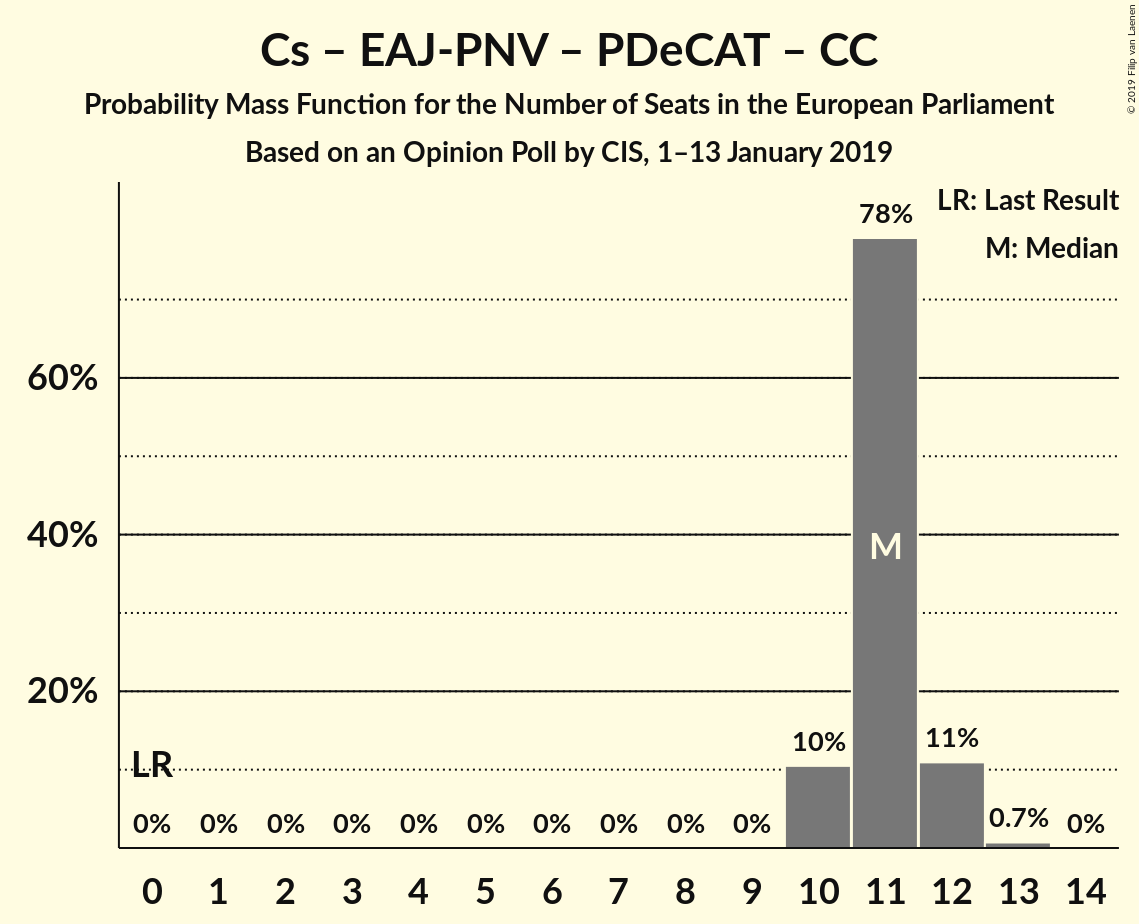 Cs – EAJ-PNV – PDeCAT – CC
Probability Mass Function for the Number of Seats in the European Parliament
Based on an Opinion Poll by CIS, 1–13 January 2019
© 2019 Filip van Laenen
LR: Last Result
M: Median
78%
60%
40%
M
20%
10%
11%
LR
0% 0% 0% 0% 0% 0% 0% 0% 0% 0% 0.7% 0%
0 1 2 3 4 5 6 7 8 9 10 11 12 13 14